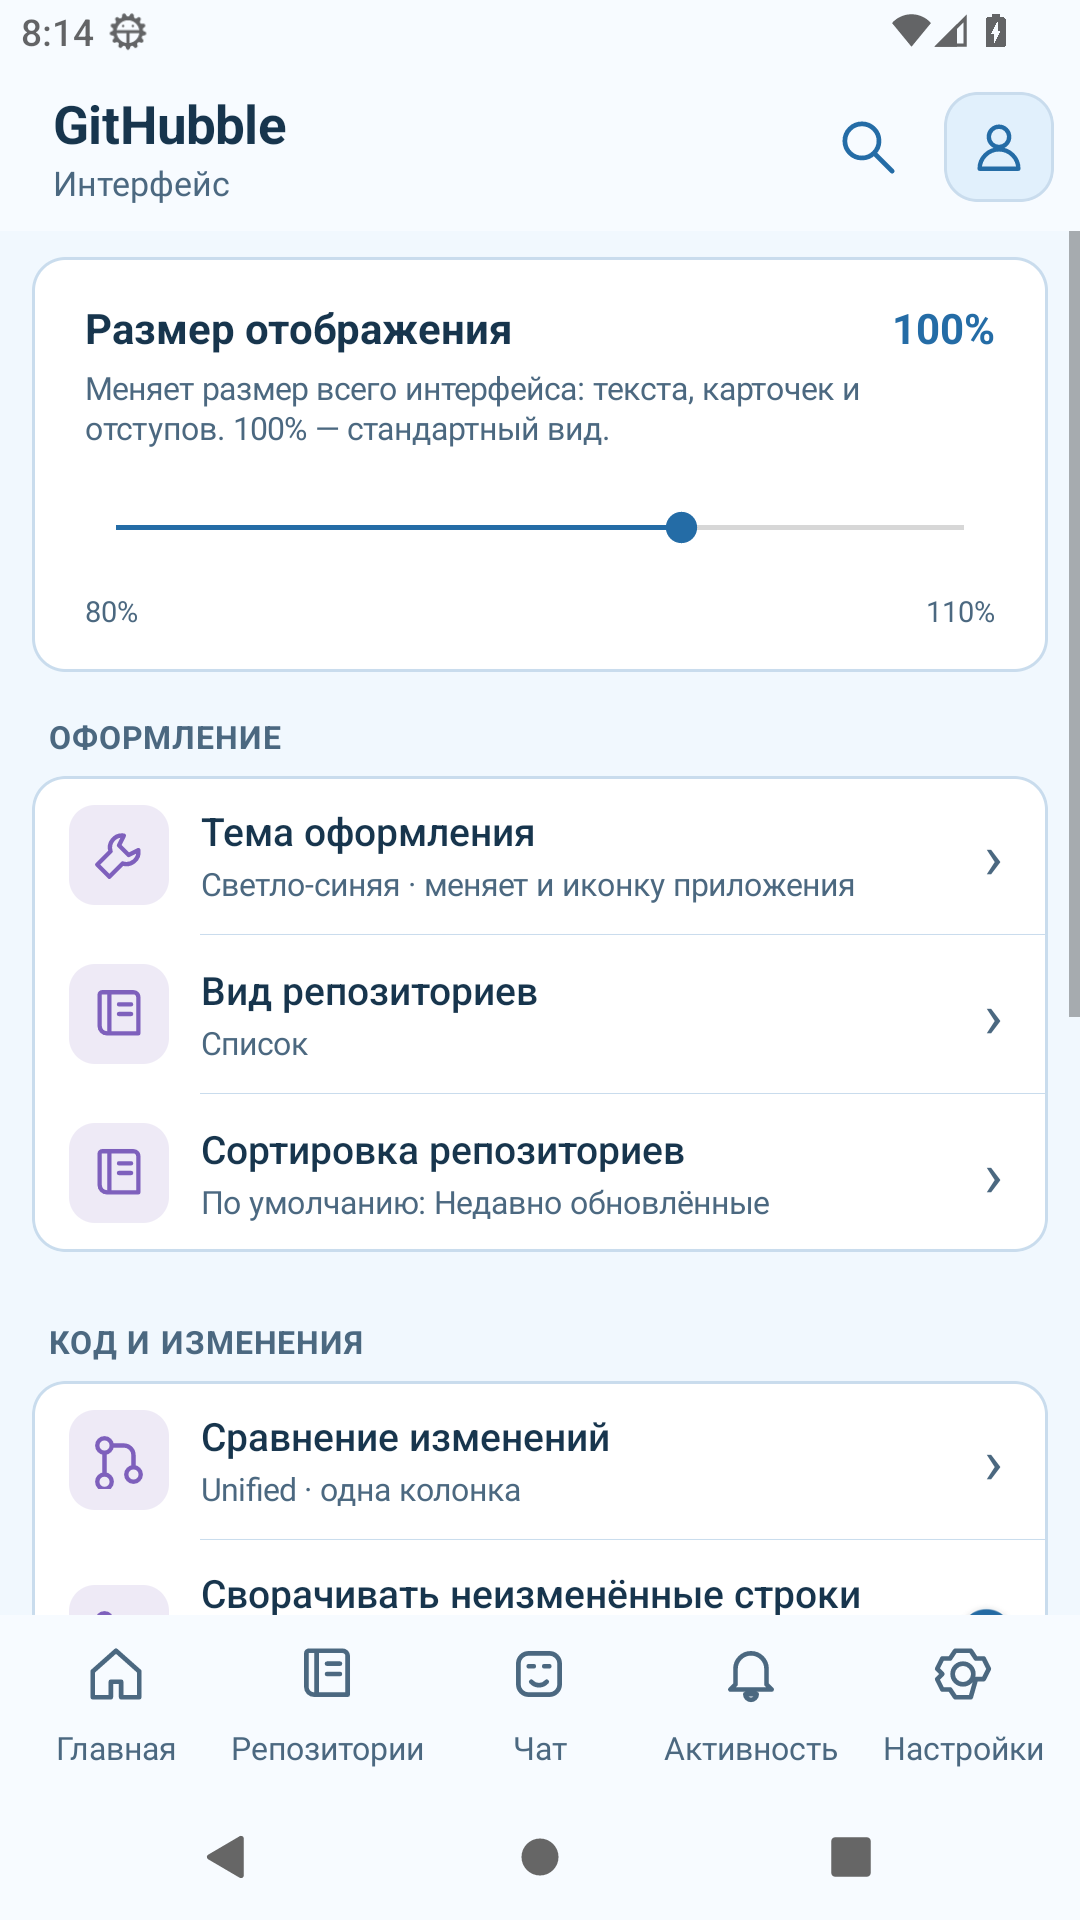 8:14
GitHubble
Интерфейс
Размер отображения
100%
Меняет размер всего интерфейса: текста, карточек и
отступов. 100% — стандартный вид.
80%
110%
ОФОРМЛЕНИЕ
Тема оформления
Светло-синяя · меняет и иконку приложения
Вид репозиториев
Список
Сортировка репозиториев
По умолчанию: Недавно обновлённые
КОД И ИЗМЕНЕНИЯ
Сравнение изменений
Unified · одна колонка
Сворачивать неизменённые строки
Главная
Репозитории
Чат
Активность
Настройки